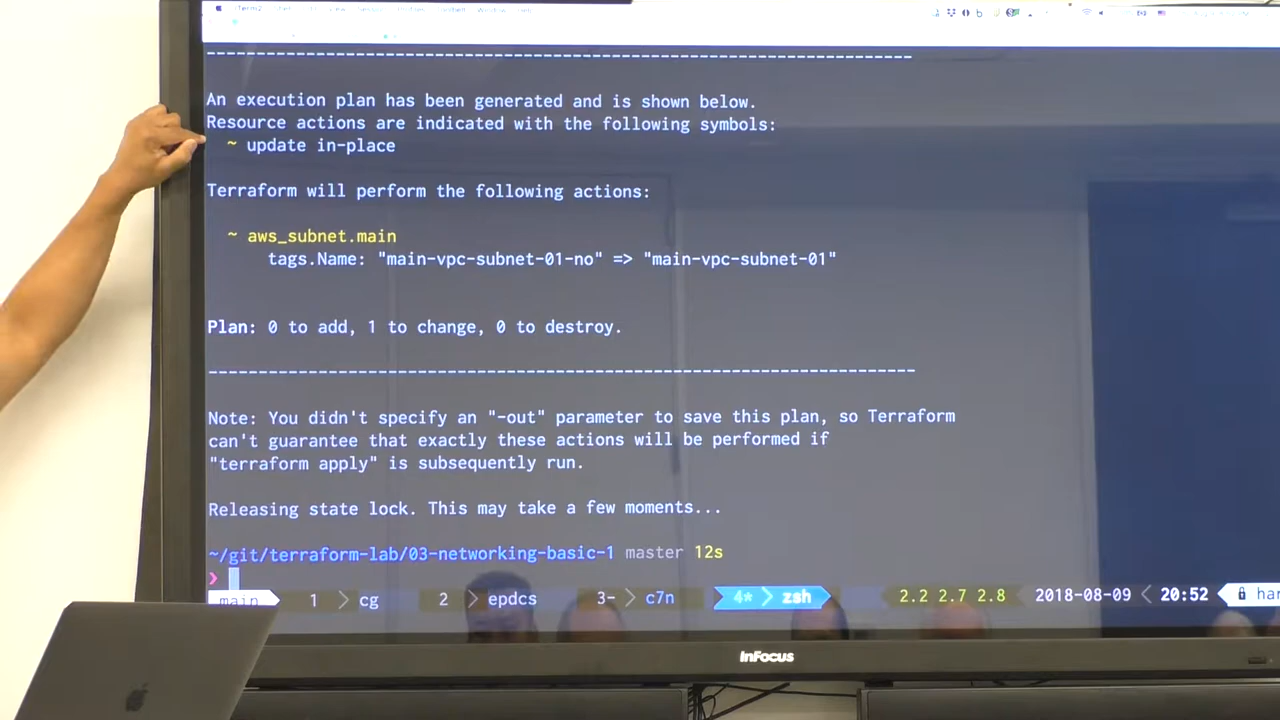 An execution plan has been generated and is shown below.
Resource actions are indicated with the following symbols:
~ update in-place
Terraform will perform the following actions:
~ aws_subnet.main
tags.Name: "main-vpc-subnet-01-no" => "main-vpc-subnet-01"
Plan: 0 to add, 1 to change, 0 to destroy.
Note: You didn't specify an "-out" parameter to save this plan, so Terraform
can't guarantee that exactly these actions will be performed if
"terraform apply" is subsequently run.
Releasing state lock. This may take a few moments...
~/git/terraform-lab/03-networking-basic-1 master 12s
❯
main 1 > cg 2 > epdcs 3- > c7n 4* > zsh 2.2 2.7 2.8 2018-08-09 < 20:52 har
InFocus